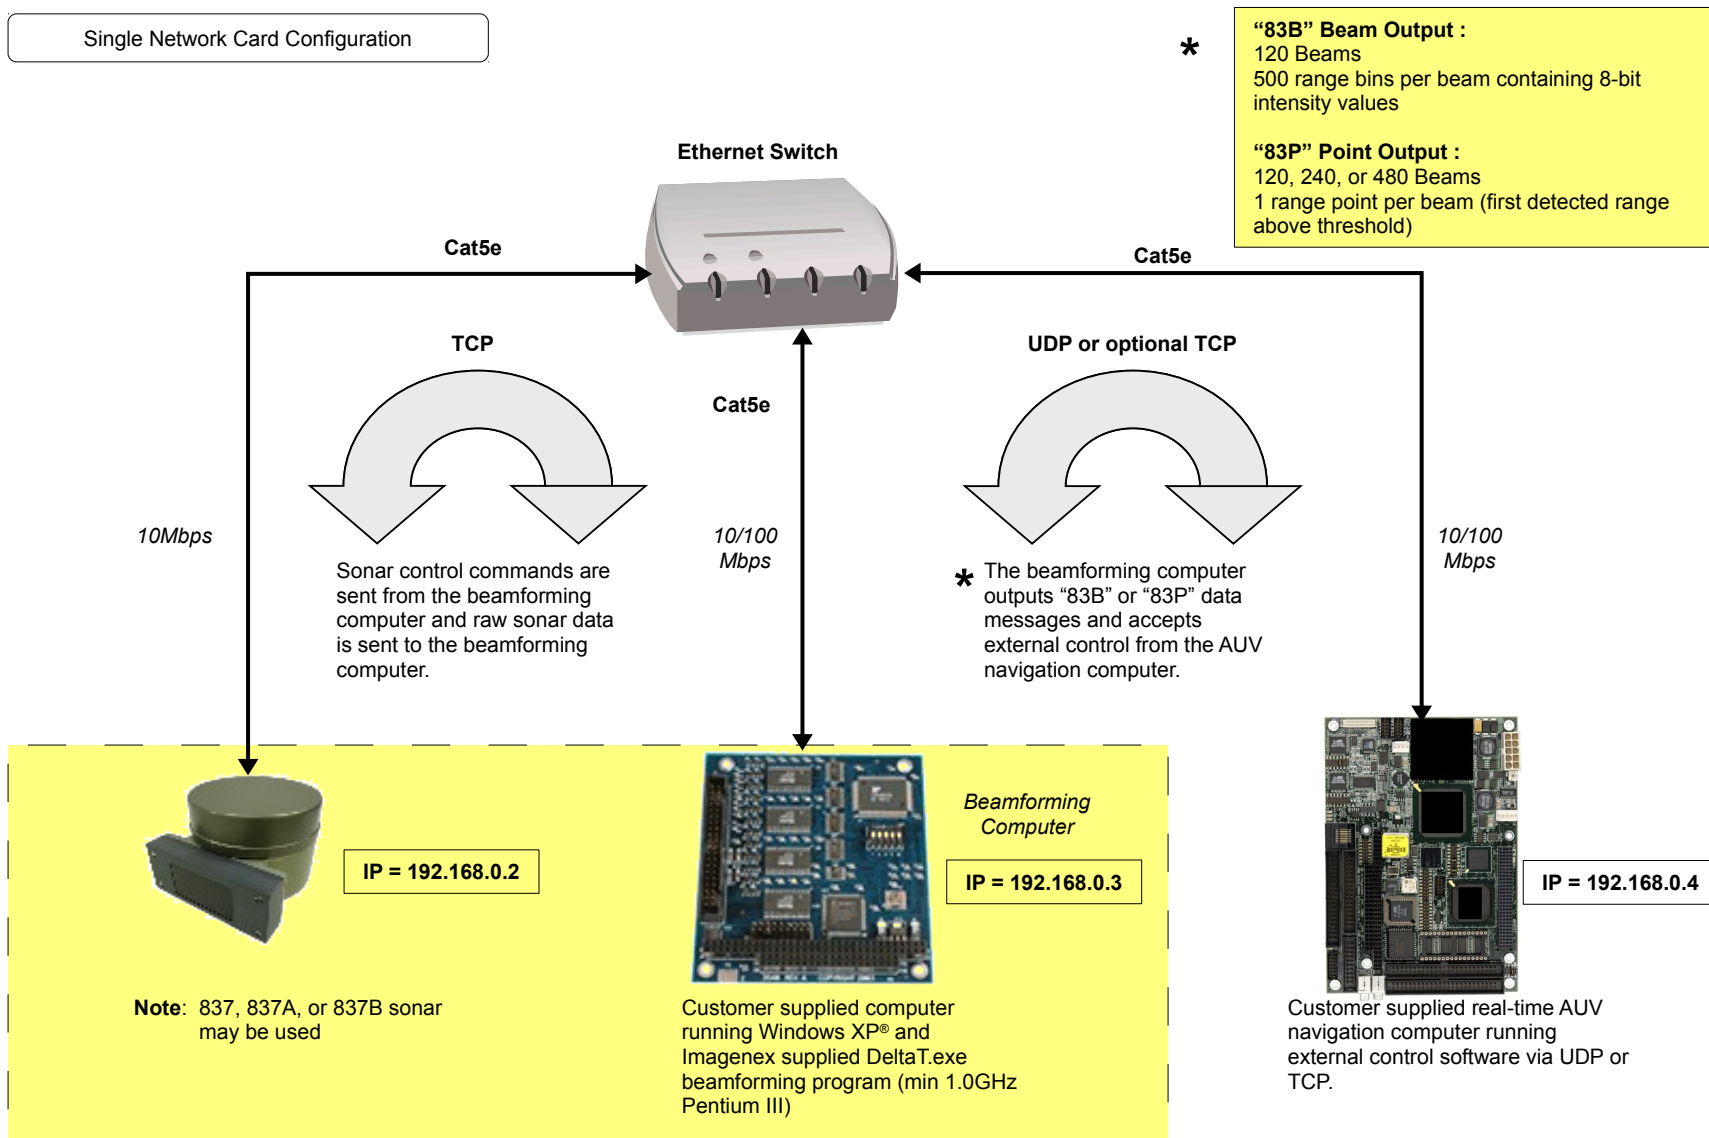 Single Network Card Configuration
*
“83B” Beam Output :
120 Beams
500 range bins per beam containing 8-bit
intensity values
“83P” Point Output :
120, 240, or 480 Beams
1 range point per beam (first detected range
above threshold)
Ethernet Switch
Cat5e
Cat5e
TCP
UDP or optional TCP
Cat5e
10Mbps
10/100
Mbps
10/100
Mbps
Sonar control commands are
sent from the beamforming
computer and raw sonar data
is sent to the beamforming
computer.
* The beamforming computer
outputs “83B” or “83P” data
messages and accepts
external control from the AUV
navigation computer.
Beamforming
Computer
IP = 192.168.0.2
IP = 192.168.0.3
IP = 192.168.0.4
Note: 837, 837A, or 837B sonar
may be used
Customer supplied computer
running Windows XP® and
Imagenex supplied DeltaT.exe
beamforming program (min 1.0GHz
Pentium III)
Customer supplied real-time AUV
navigation computer running
external control software via UDP or
TCP.